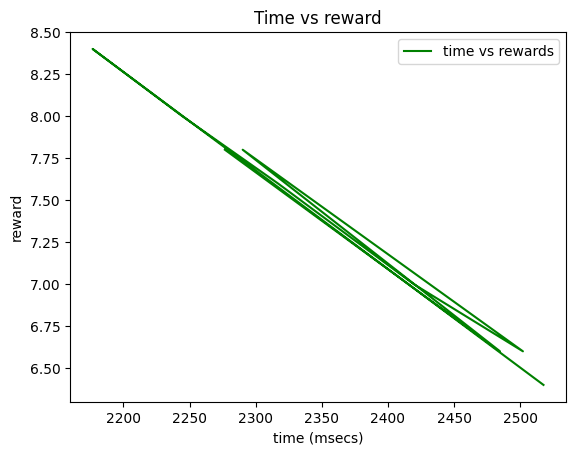 Time vs reward
time vs rewards
8.50
8.25
8.00
7.75
7.50
7.25
7.00
6.75
6.50
reward
2200 2250 2300 2350 2400 2450 2500
time (msecs)